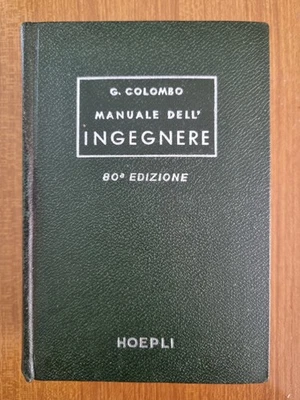 G. COLOMBO
MANUALE DELL'
INGEGNERE
80ª EDIZIONE
HOEPLI